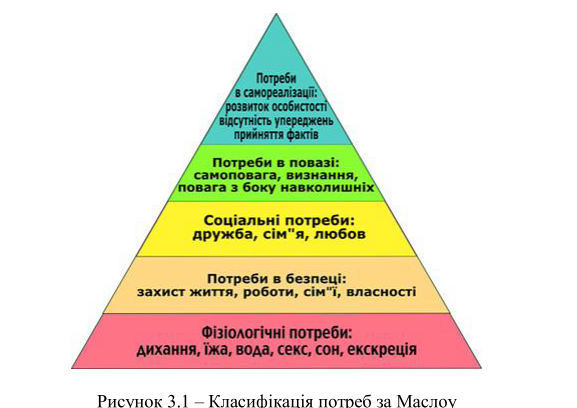 Потреби
в самореалізації:
розвиток особистості
відсутність упереджень
прийняття фактів
Потреби в повазі:
самоповага, визнання,
повага з боку навколишніх
Соціальні потреби:
дружба, сім"я, любов
Потреби в безпеці:
захист життя, роботи, сім"ї, власності
Фізіологічні потреби:
дихання, їжа, вода, секс, сон, екскреція
Рисунок 3.1 – Класифікація потреб за Маслоу